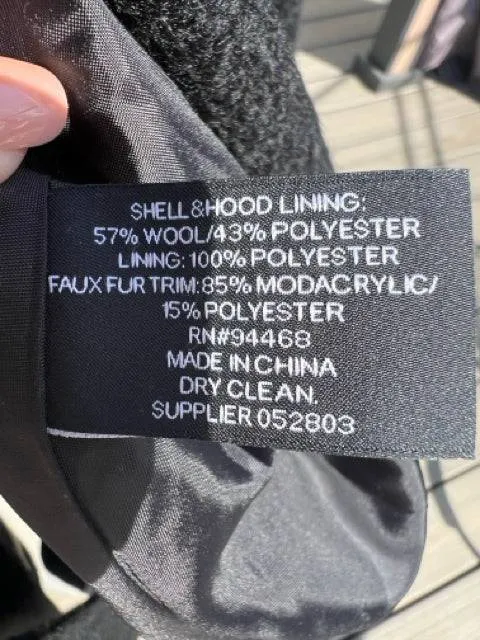 SHELL&HOOD LINING:
57% WOOL/43% POLYESTER
LINING:100% POLYESTER
FAUX FUR TRIM:85% MODACRYLIC/
15% POLYESTER
RN#94468
MADE IN CHINA
DRY CLEAN.
SUPPLIER 052803